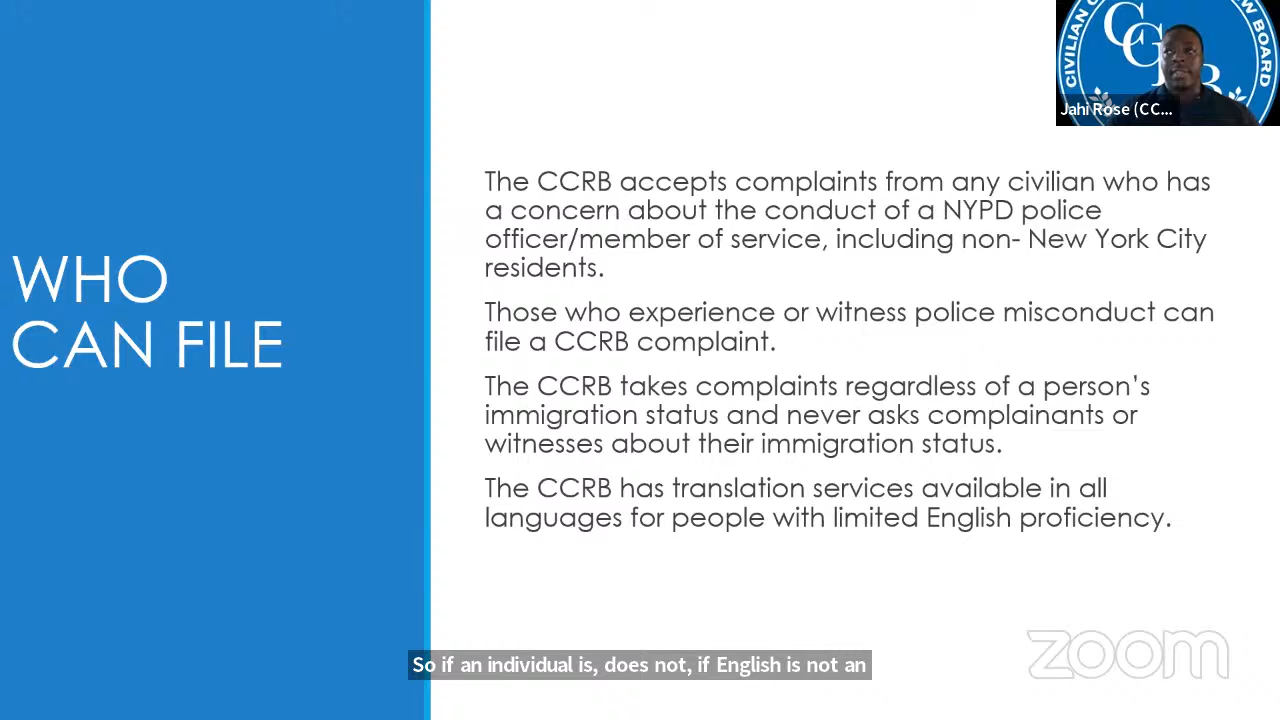 CIVILIAN C
W BOARD
CC
Jahi Rose (CC...
WHO
CAN FILE
The CCRB accepts complaints from any civilian who has
a concern about the conduct of a NYPD police
officer/member of service, including non- New York City
residents.
Those who experience or witness police misconduct can
file a CCRB complaint.
The CCRB takes complaints regardless of a person’s
immigration status and never asks complainants or
witnesses about their immigration status.
The CCRB has translation services available in all
languages for people with limited English proficiency.
So if an individual is, does not, if English is not an
zoom